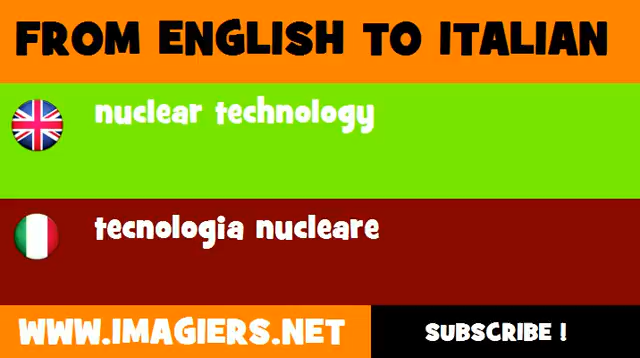 FROM ENGLISH TO ITALIAN
nuclear technology
tecnologia nucleare
WWW.IMAGIERS.NET
SUBSCRIBE !